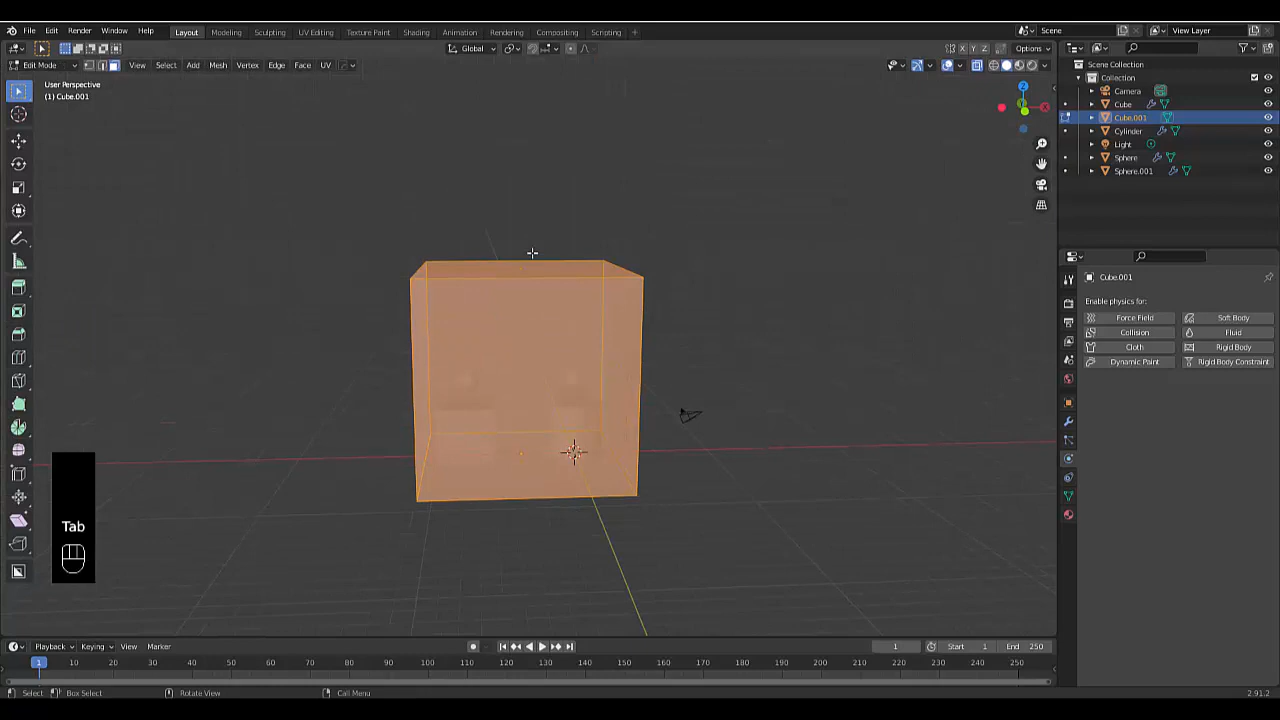 File Edit Render Window Help Layout Modeling Sculpting UV Editing Texture Paint Shading Animation Rendering Compositing Scripting Scene View Layer
Global X Y Z Options
Edit Mode View Select Add Mesh Vertex Edge Face UV
User Perspective
(1) Cube.001
Z
X
Scene Collection
Collection
Camera
Cube
Cube.001
Cylinder
Light
Sphere
Sphere.001
Cube.001
Enable physics for:
Force Field Soft Body
Collision Fluid
Cloth Rigid Body
Dynamic Paint Rigid Body Constraint
Tab
Playback Keying View Marker 1 Start 1 End 250
1 10 20 30 40 50 60 70 80 90 100 110 120 130 140 150 160 170 180 190 200 210 220 230 240 250
Select Box Select Rotate View Call Menu 2.91.2